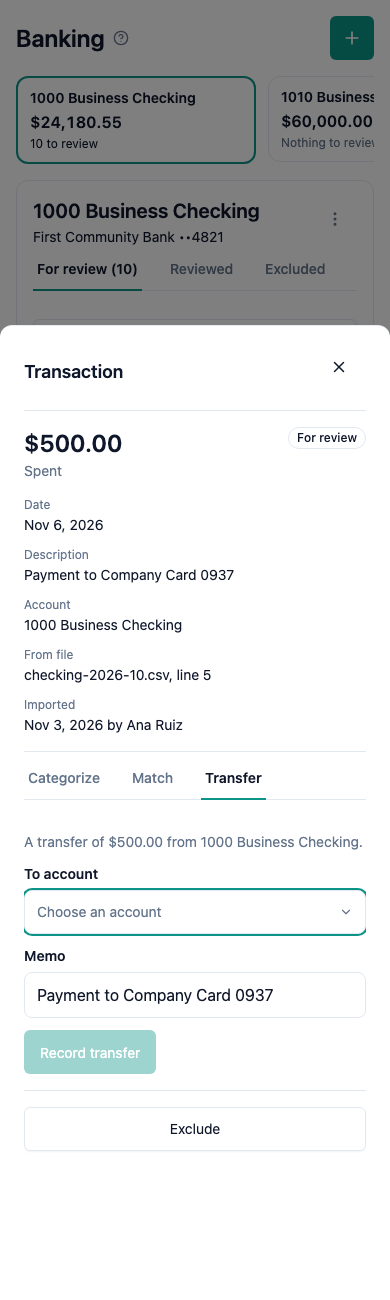 Banking
1000 Business Checking
$24,180.55
10 to review
1010 Business
$60,000.00
Nothing to review
1000 Business Checking
First Community Bank ••4821
For review (10)
Reviewed
Excluded
Transaction
$500.00
For review
Spent
Date
Nov 6, 2026
Description
Payment to Company Card 0937
Account
1000 Business Checking
From file
checking-2026-10.csv, line 5
Imported
Nov 3, 2026 by Ana Ruiz
Categorize
Match
Transfer
A transfer of $500.00 from 1000 Business Checking.
To account
Choose an account
Memo
Payment to Company Card 0937
Record transfer
Exclude